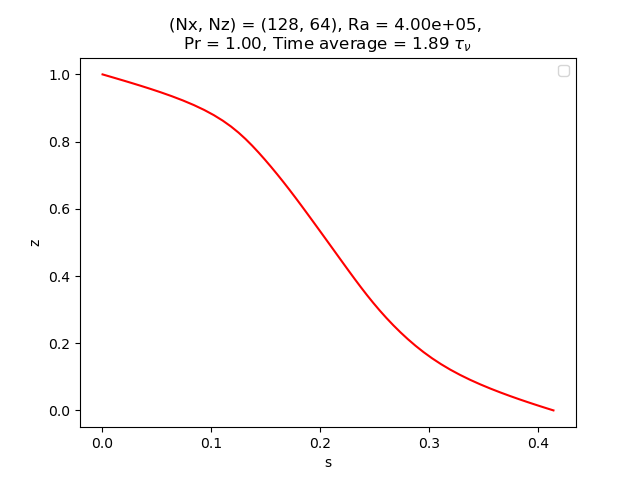 (Nx, Nz) = (128, 64), Ra = 4.00e+05,
Pr = 1.00, Time average = 1.89 τν
1.0
0.8
0.6
z
0.4
0.2
0.0
0.0 0.1 0.2 0.3 0.4
s